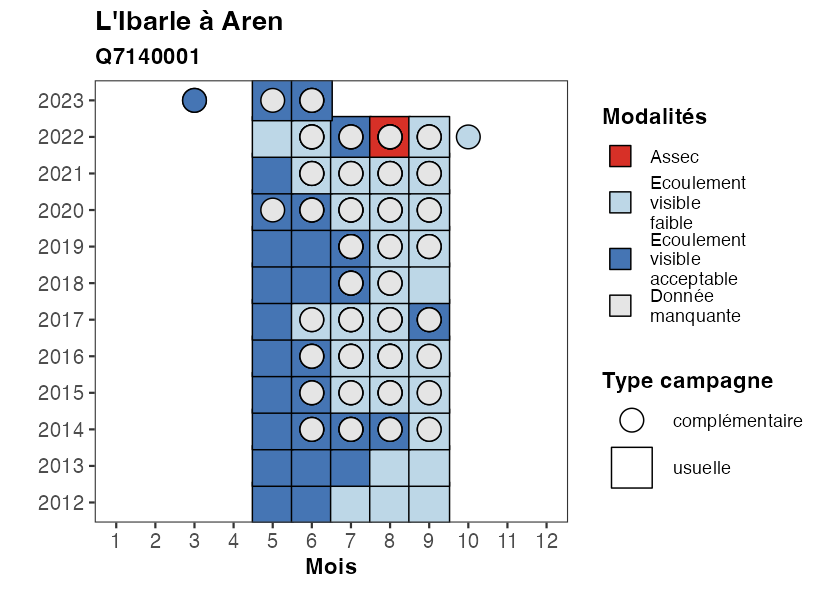 L'Ibarle à Aren
Q7140001
2023
2022
2021
2020
2019
2018
2017
2016
2015
2014
2013
2012
1 2 3 4 5 6 7 8 9 10 11 12
Mois
Modalités
Assec
Ecoulement
visible
faible
Ecoulement
visible
acceptable
Donnée
manquante
Type campagne
complémentaire
usuelle